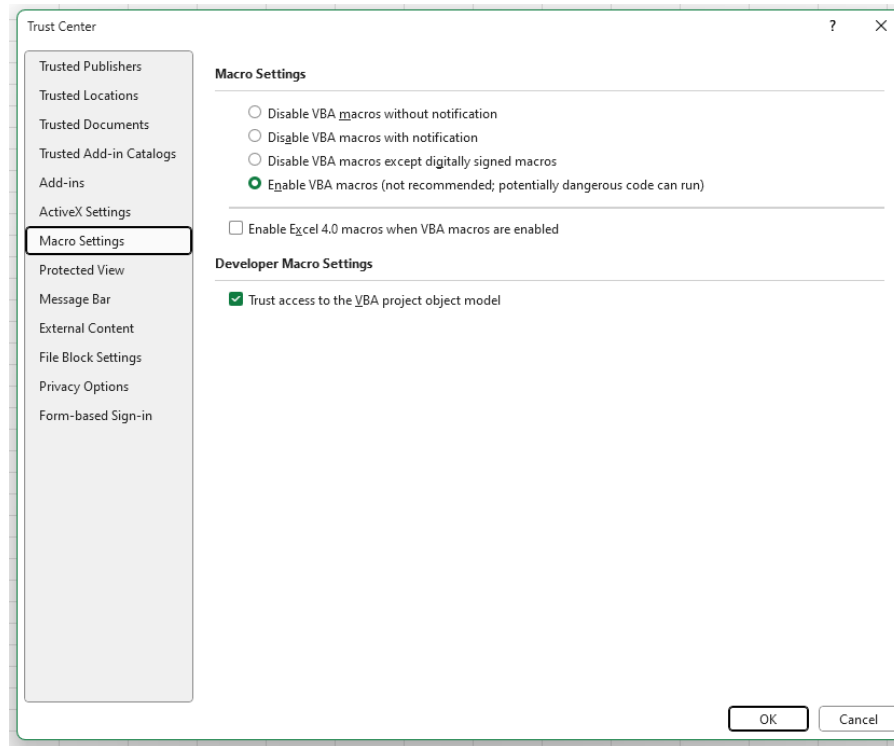 Trust Center
?
Trusted Publishers
Trusted Locations
Trusted Documents
Trusted Add-in Catalogs
Add-ins
ActiveX Settings
Macro Settings
Protected View
Message Bar
External Content
File Block Settings
Privacy Options
Form-based Sign-in
Macro Settings
Disable VBA macros without notification
Disable VBA macros with notification
Disable VBA macros except digitally signed macros
Enable VBA macros (not recommended; potentially dangerous code can run)
Enable Excel 4.0 macros when VBA macros are enabled
Developer Macro Settings
Trust access to the VBA project object model
OK
Cancel